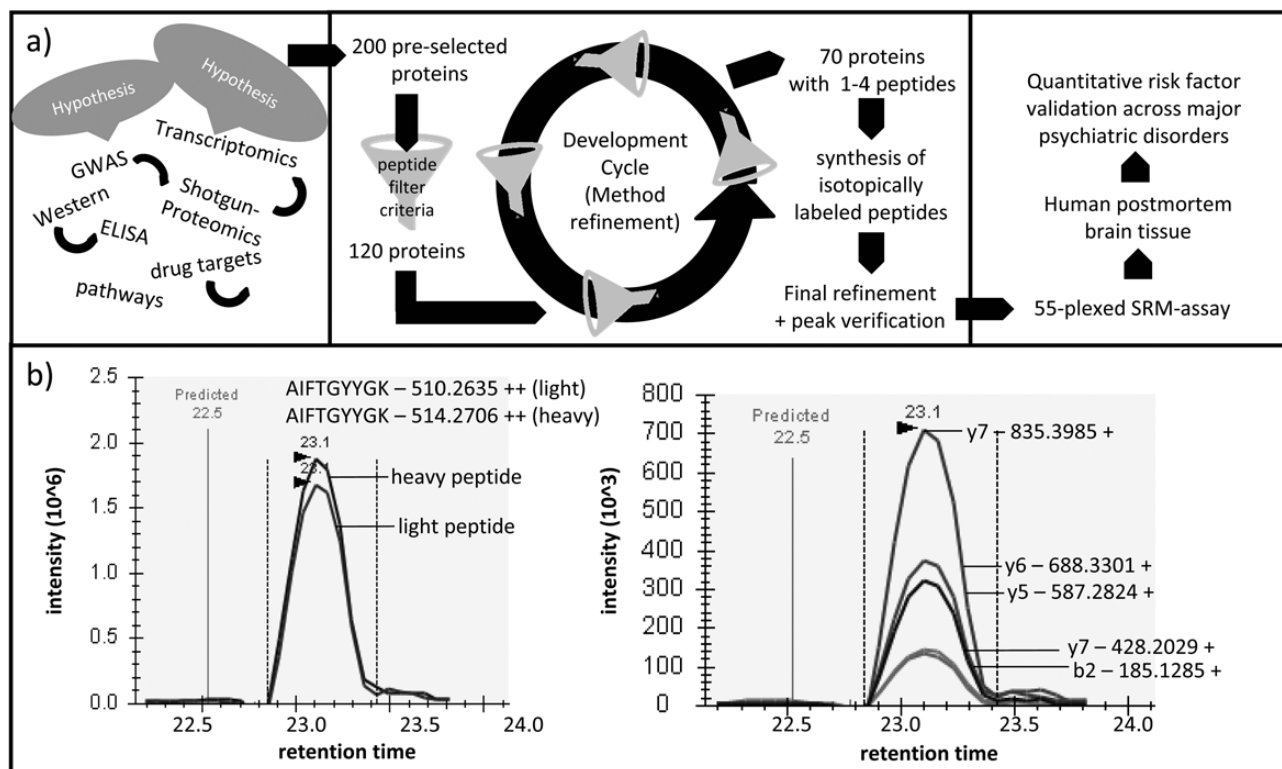 a)
Hypothesis
Hypothesis
Transcriptomics
GWAS
Shotgun-
Proteomics
Western
ELISA
drug targets
pathways
200 pre-selected
proteins
peptide
filter
criteria
120 proteins
Development
Cycle
(Method
refinement)
70 proteins
with 1-4 peptides
synthesis of
isotopically
labeled peptides
Final refinement
+ peak verification
Quantitative risk factor
validation across major
psychiatric disorders
Human postmortem
brain tissue
55-plexed SRM-assay
b)
AIFTGYYGK – 510.2635 ++ (light)
AIFTGYYGK – 514.2706 ++ (heavy)
Predicted
22.5
23.1
heavy peptide
light peptide
intensity (10^6)
2.5
2.0
1.5
1.0
0.5
0.0
22.5
23.0
23.5
24.0
retention time
Predicted
22.5
23.1
y7 – 835.3985 +
y6 – 688.3301 +
y5 – 587.2824 +
y7 – 428.2029 +
b2 – 185.1285 +
intensity (10^3)
800
700
600
500
400
300
200
100
0
22.5
23.0
23.5
24.0
retention time